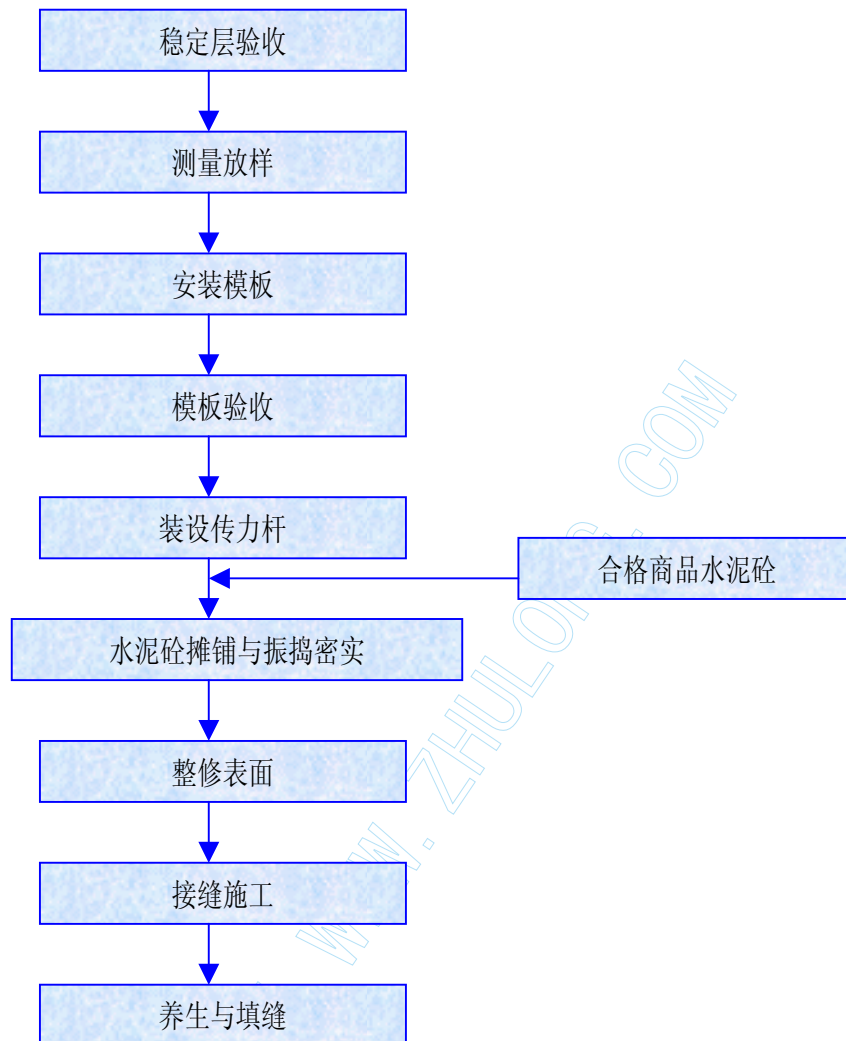 稳定层验收
测量放样
安装模板
模板验收
装设传力杆
合格商品水泥砼
水泥砼摊铺与振捣密实
整修表面
接缝施工
养生与填缝
WWW.ZHULONG.COM